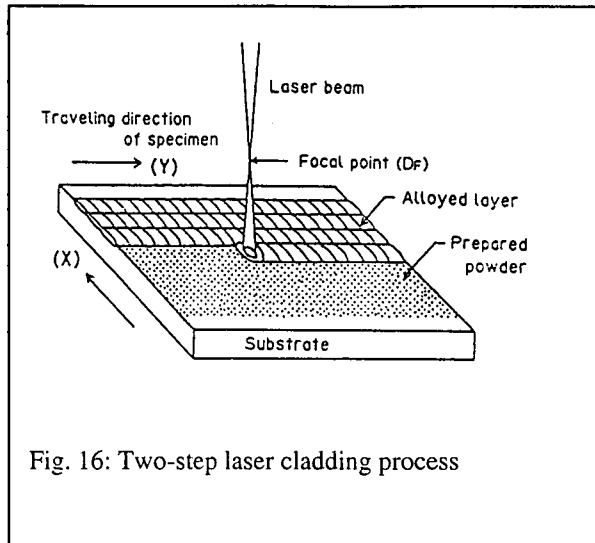 Laser beam
Traveling direction
of specimen
(Y)
Focal point (DF)
Alloyed layer
Prepared
powder
(X)
Substrate
Fig. 16: Two-step laser cladding process